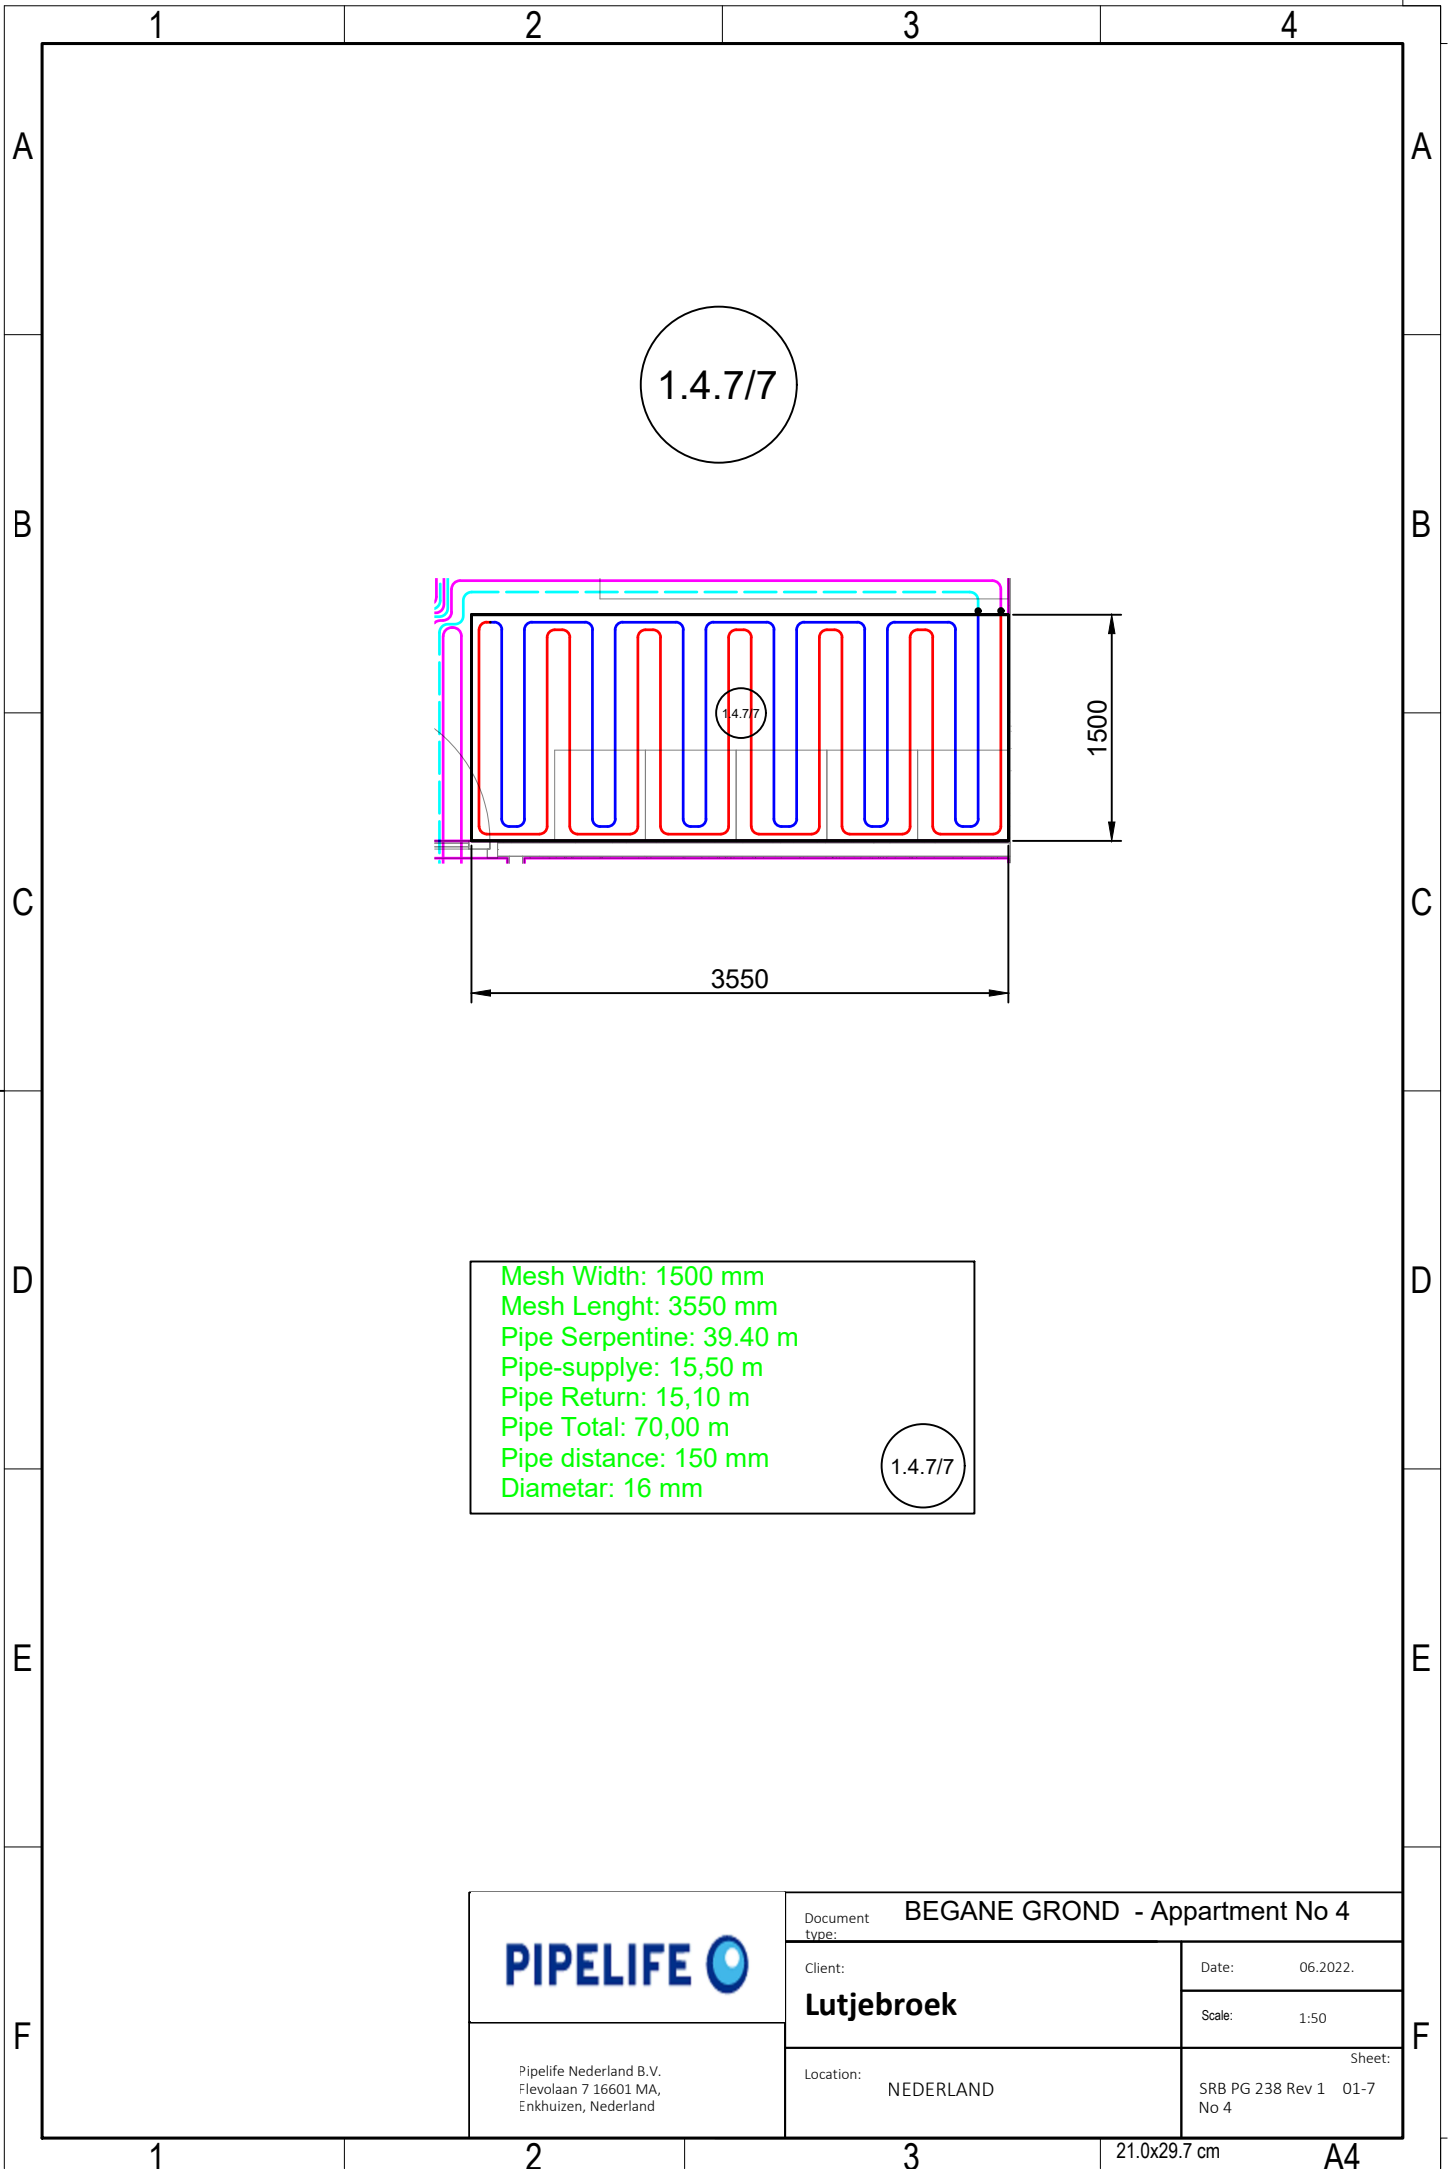 1 2 3 4
A A
1.4.7/7
B B
1.4.7/7
1500
C C
3550
D D
Mesh Width: 1500 mm
Mesh Lenght: 3550 mm
Pipe Serpentine: 39.40 m
Pipe-supplye: 15,50 m
Pipe Return: 15,10 m
Pipe Total: 70,00 m
Pipe distance: 150 mm
Diametar: 16 mm
1.4.7/7
E E
PIPELIFE
Document type: BEGANE GROND - Appartment No 4
Client:
Lutjebroek
Date: 06.2022.
Scale: 1:50
F F
Pipelife Nederland B.V.
Flevolaan 7 16601 MA,
Enkhuizen, Nederland
Location: NEDERLAND
Sheet:
SRB PG 238 Rev 1 01-7
No 4
1 2 3 21.0x29.7 cm A4